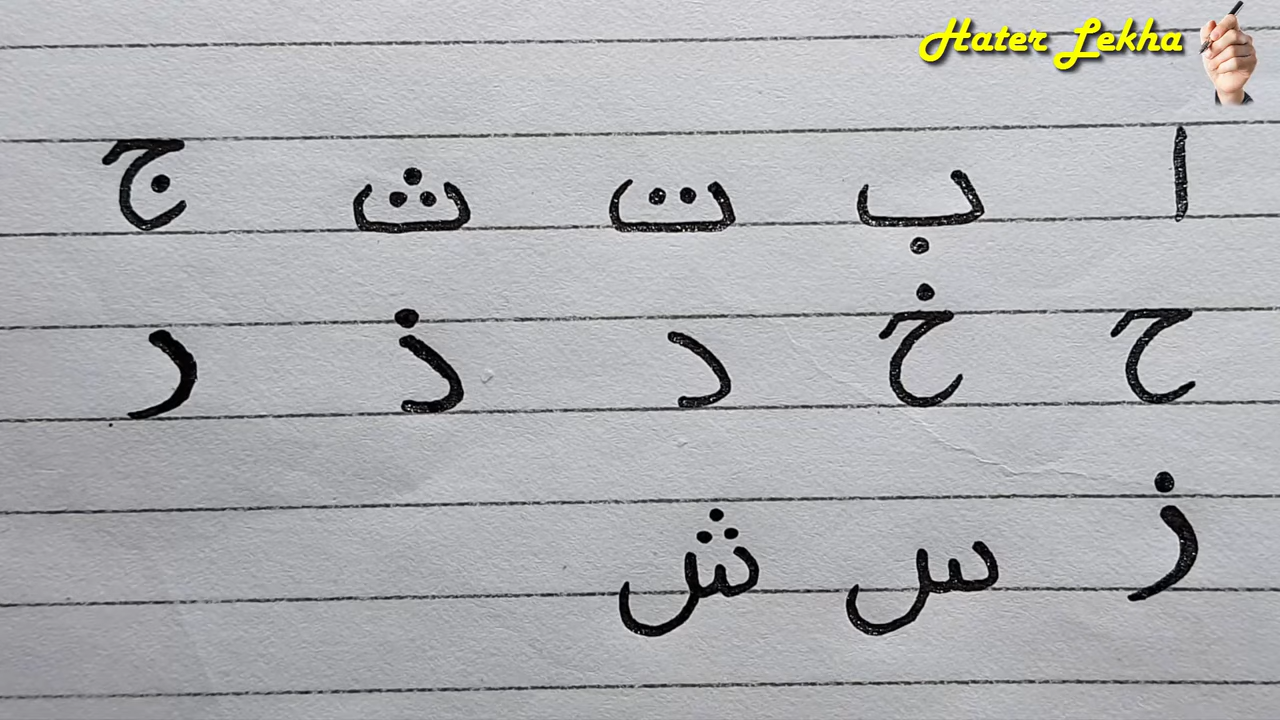 Hater Lekha
ا ب ت ث ج
ح خ د ذ ر
ز س ش